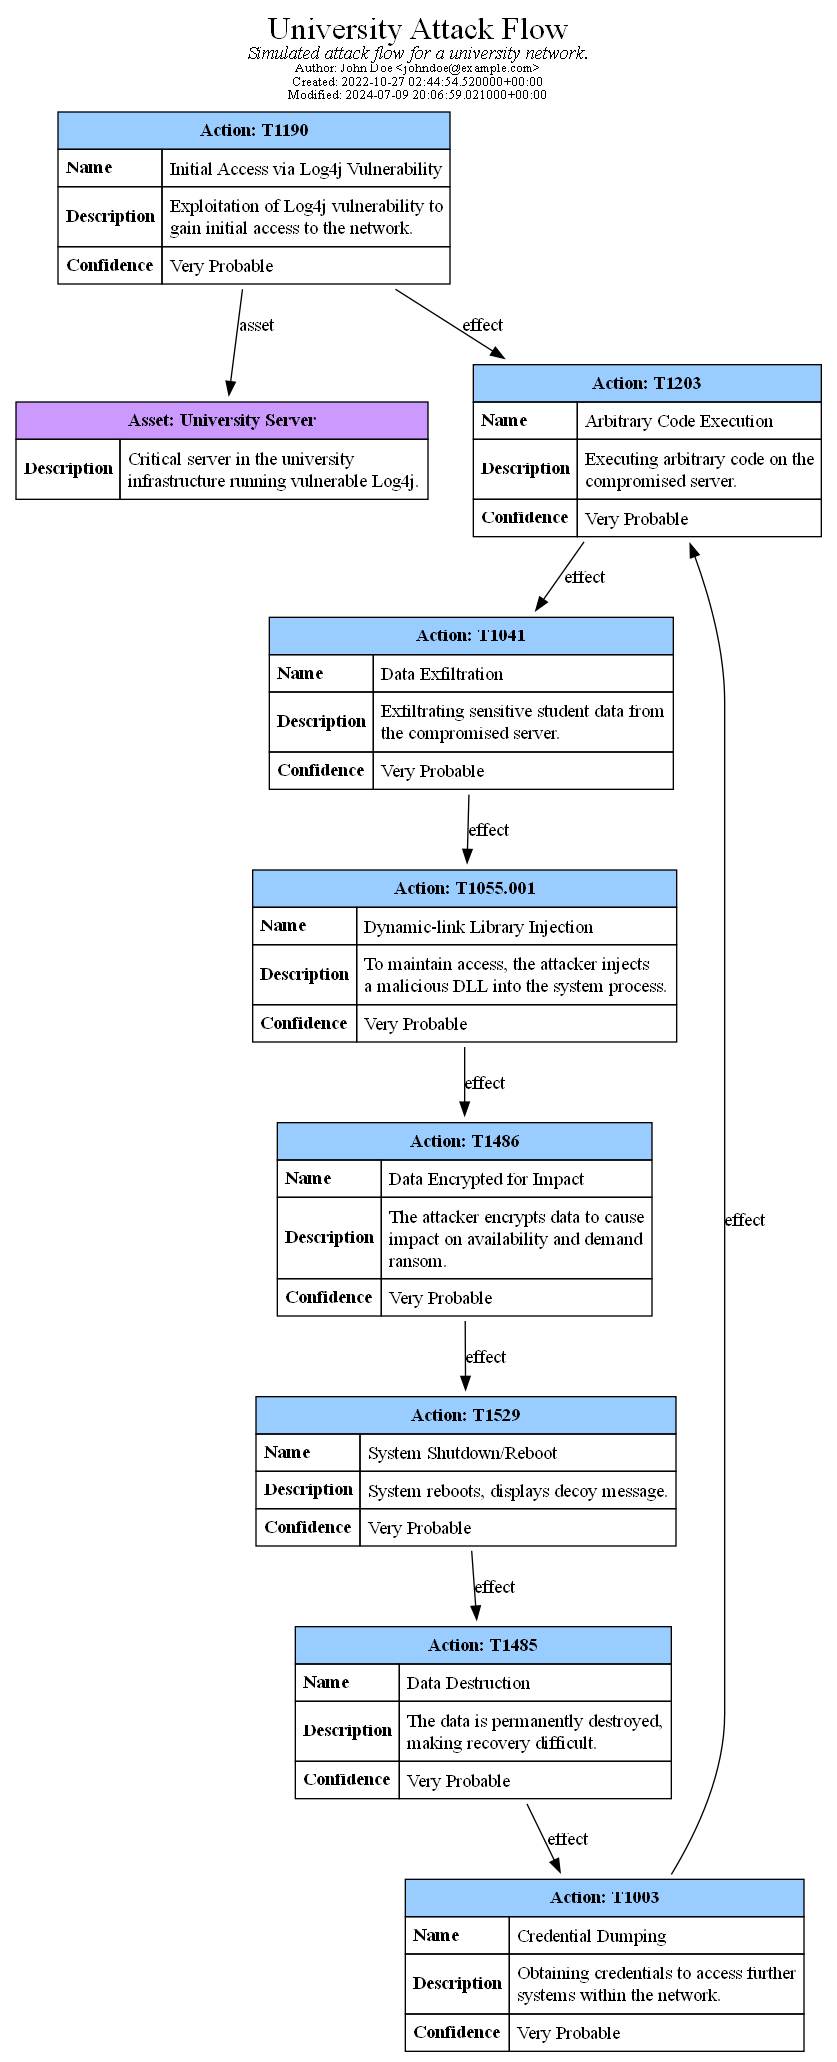 University Attack Flow
Simulated attack flow for a university network.
Author: John Doe <johndoe@example.com>
Created: 2022-10-27 02:44:54.520000+00:00
Modified: 2024-07-09 20:06:59.021000+00:00
Action: T1190
Name
Initial Access via Log4j Vulnerability
Description
Exploitation of Log4j vulnerability to
gain initial access to the network.
Confidence
Very Probable
asset
effect
Asset: University Server
Description
Critical server in the university
infrastructure running vulnerable Log4j.
Action: T1203
Name
Arbitrary Code Execution
Description
Executing arbitrary code on the
compromised server.
Confidence
Very Probable
effect
Action: T1041
Name
Data Exfiltration
Description
Exfiltrating sensitive student data from
the compromised server.
Confidence
Very Probable
effect
Action: T1055.001
Name
Dynamic-link Library Injection
Description
To maintain access, the attacker injects
a malicious DLL into the system process.
Confidence
Very Probable
effect
Action: T1486
Name
Data Encrypted for Impact
Description
The attacker encrypts data to cause
impact on availability and demand
ransom.
Confidence
Very Probable
effect
effect
Action: T1529
Name
System Shutdown/Reboot
Description
System reboots, displays decoy message.
Confidence
Very Probable
effect
Action: T1485
Name
Data Destruction
Description
The data is permanently destroyed,
making recovery difficult.
Confidence
Very Probable
effect
Action: T1003
Name
Credential Dumping
Description
Obtaining credentials to access further
systems within the network.
Confidence
Very Probable